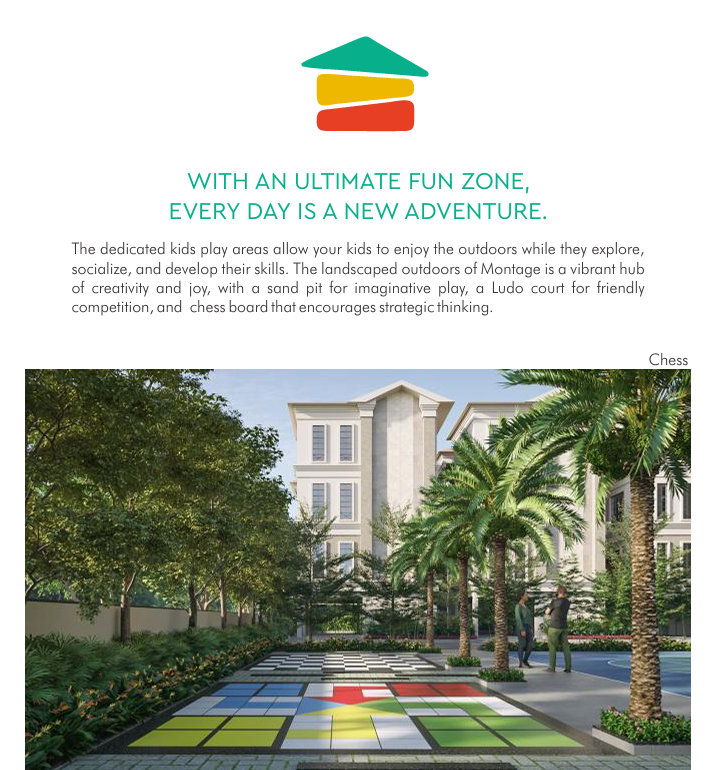 WITH AN ULTIMATE FUN ZONE,
EVERY DAY IS A NEW ADVENTURE.
The dedicated kids play areas allow your kids to enjoy the outdoors while they explore,
socialize, and develop their skills. The landscaped outdoors of Montage is a vibrant hub
of creativity and joy, with a sand pit for imaginative play, a Ludo court for friendly
competition, and  chess board that encourages strategic thinking.
Chess